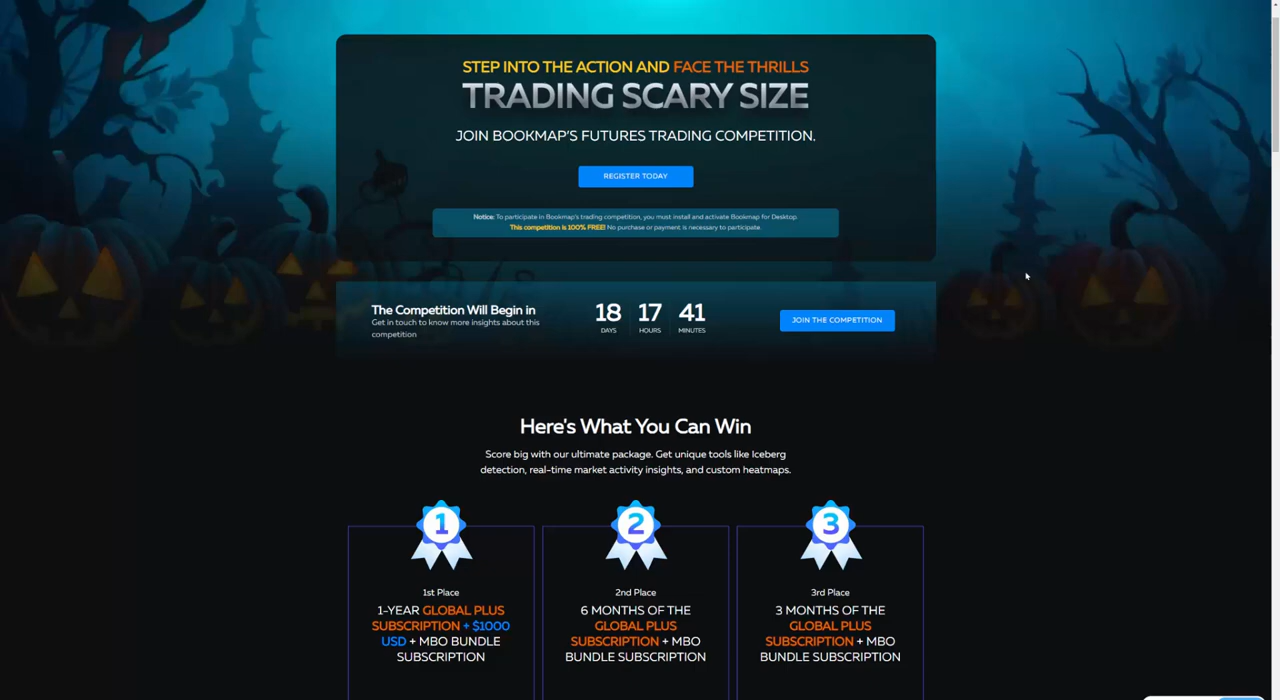 STEP INTO THE ACTION AND FACE THE THRILLS
TRADING SCARY SIZE
JOIN BOOKMAP'S FUTURES TRADING COMPETITION.
REGISTER TODAY
Notice: To participate in Bookmap's trading competition, you must install and activate Bookmap for Desktop.
This competition is 100% FREE! No purchase or payment is necessary to participate.
The Competition Will Begin in
Get in touch to know more insights about this
competition
18 17 41
DAYS HOURS MINUTES
JOIN THE COMPETITION
Here's What You Can Win
Score big with our ultimate package. Get unique tools like Iceberg
detection, real-time market activity insights, and custom heatmaps.
1
1st Place
1-YEAR GLOBAL PLUS
SUBSCRIPTION + $1000
USD + MBO BUNDLE
SUBSCRIPTION
2
2nd Place
6 MONTHS OF THE
GLOBAL PLUS
SUBSCRIPTION + MBO
BUNDLE SUBSCRIPTION
3
3rd Place
3 MONTHS OF THE
GLOBAL PLUS
SUBSCRIPTION + MBO
BUNDLE SUBSCRIPTION